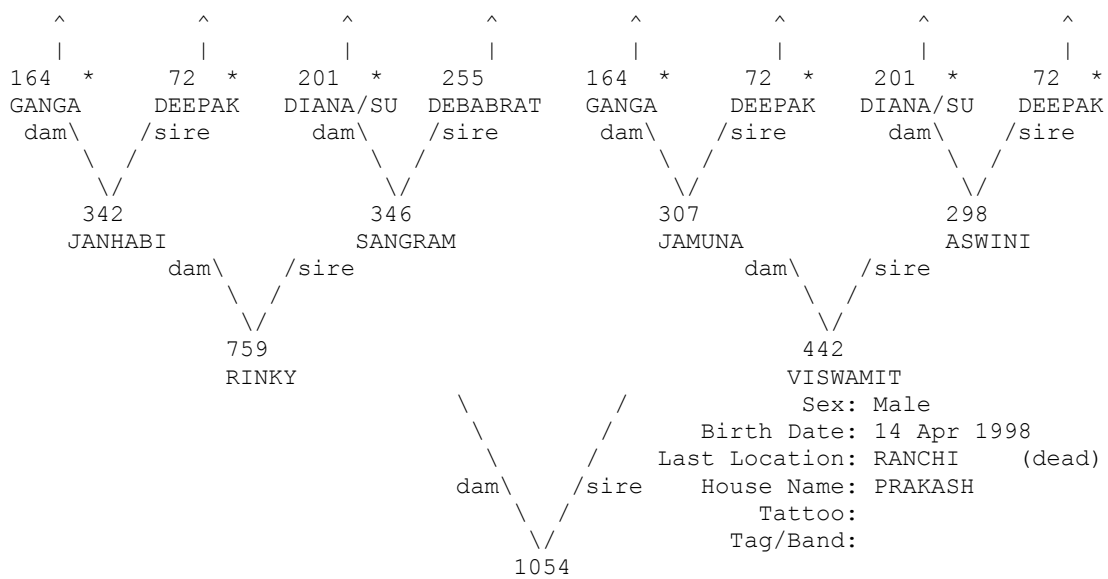 ^ ^ ^ ^ ^ ^ ^ ^
| | | | | | | |
164 * 72 * 201 * 255 164 * 72 * 201 * 72 *
GANGA DEEPAK DIANA/SU DEBABRAT GANGA DEEPAK DIANA/SU DEEPAK
dam\ /sire dam\ /sire dam\ /sire dam\ /sire
\ / \ / \ / \ /
\/ \/ \/ \/
342 346 307 298
JANHABI SANGRAM JAMUNA ASWINI
dam\ /sire dam\ /sire
\ / \ /
\/ \/
759 442
RINKY VISWAMIT
\ / Sex: Male
\ / Birth Date: 14 Apr 1998
\ / Last Location: RANCHI (dead)
dam\ /sire House Name: PRAKASH
\ / Tattoo:
\/ Tag/Band:
1054